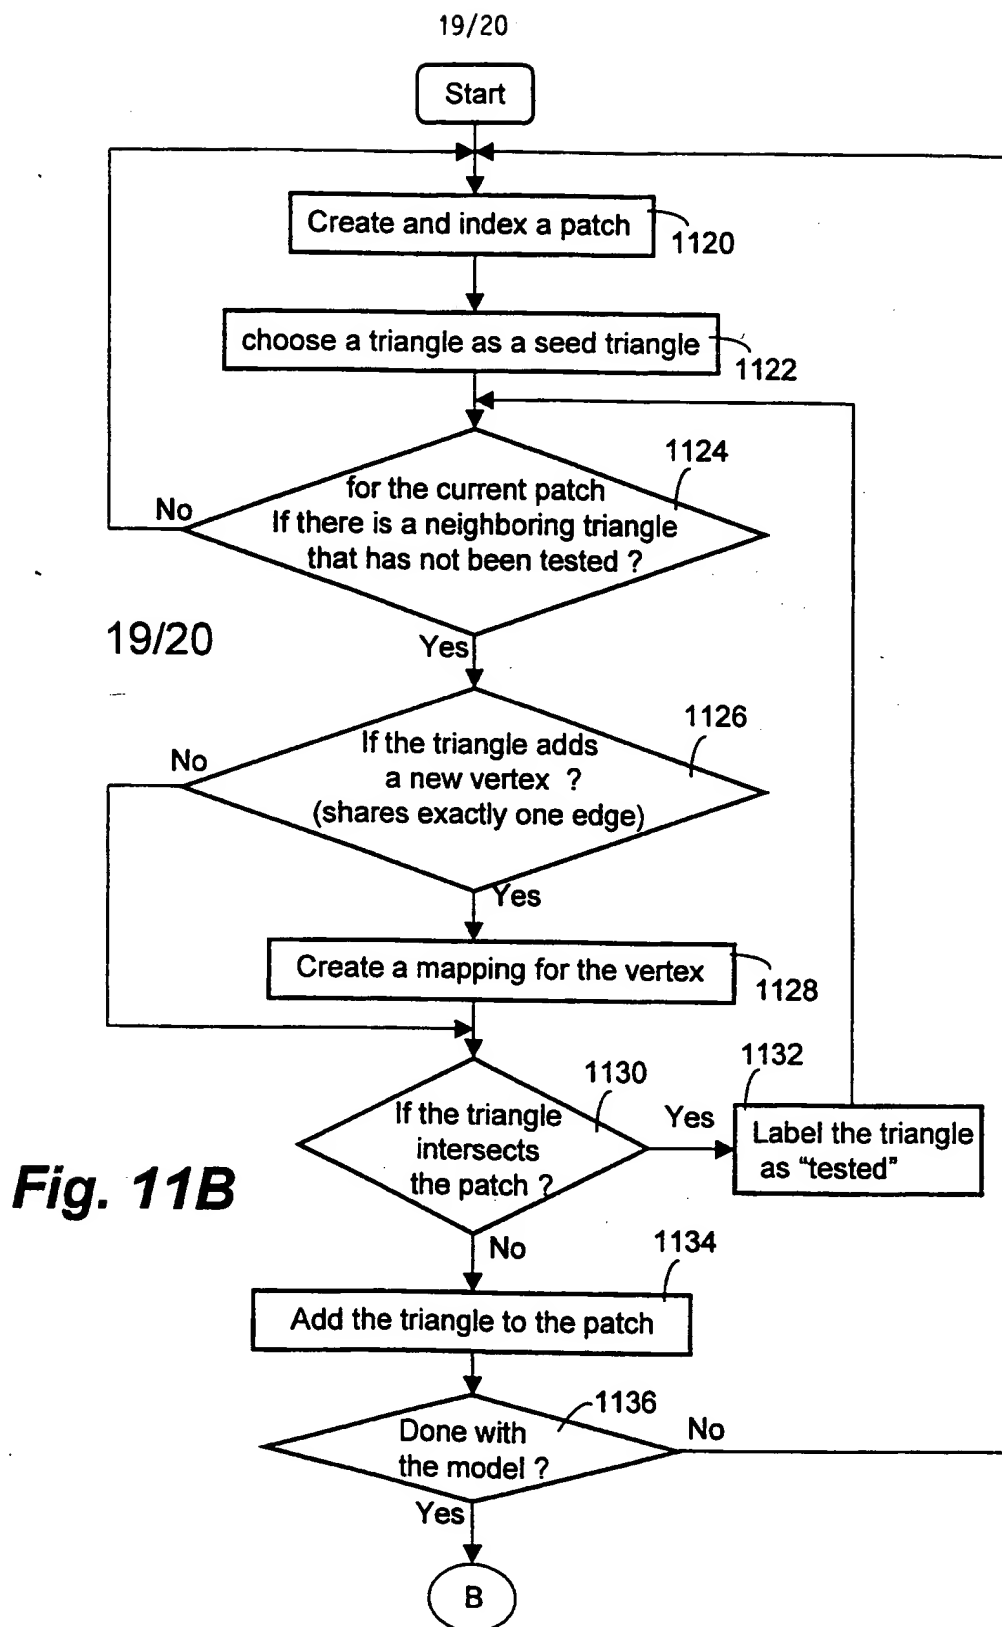 19/20
Start
Create and index a patch
1120
choose a triangle as a seed triangle
1122
1124
for the current patch
If there is a neighboring triangle
that has not been tested ?
No
19/20
Yes
1126
If the triangle adds
a new vertex ?
(shares exactly one edge)
No
Yes
Create a mapping for the vertex
1128
1130
If the triangle
intersects
the patch ?
Yes
1132
Label the triangle
as "tested"
Fig. 11B
No
1134
Add the triangle to the patch
1136
Done with
the model ?
No
Yes
B